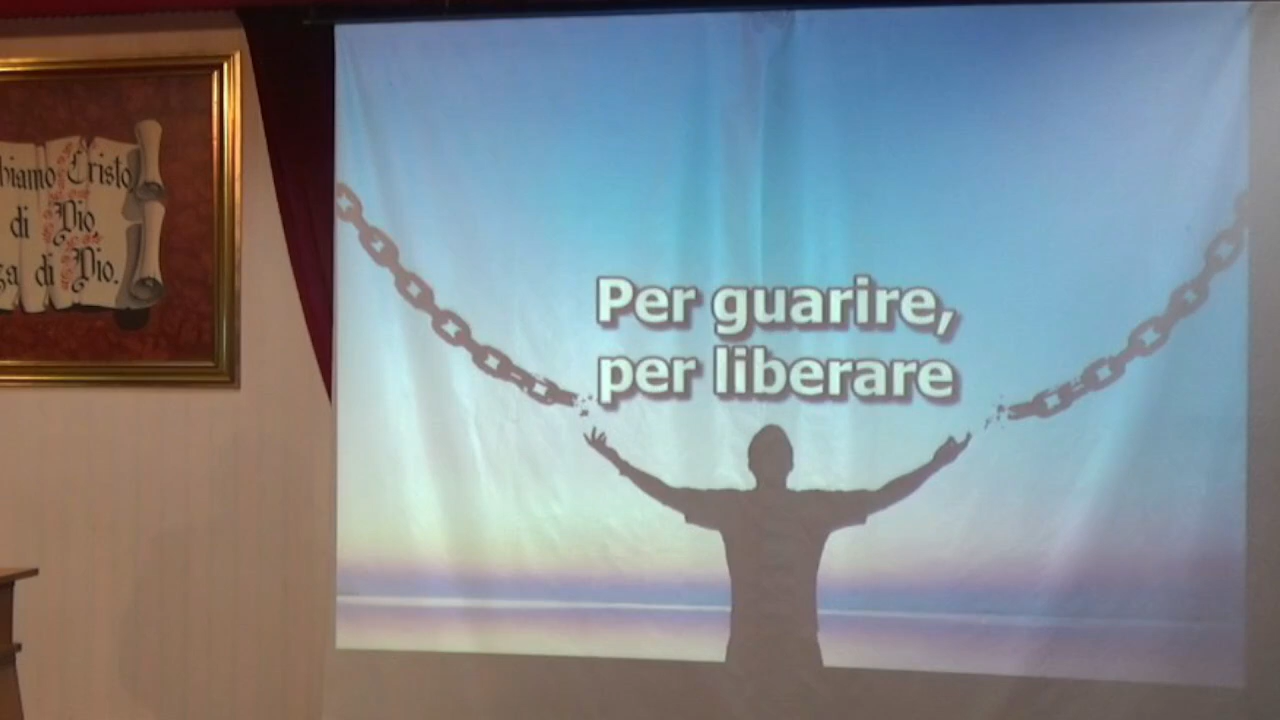 Cristo
di Dio,
di Dio.
Per guarire,
per liberare